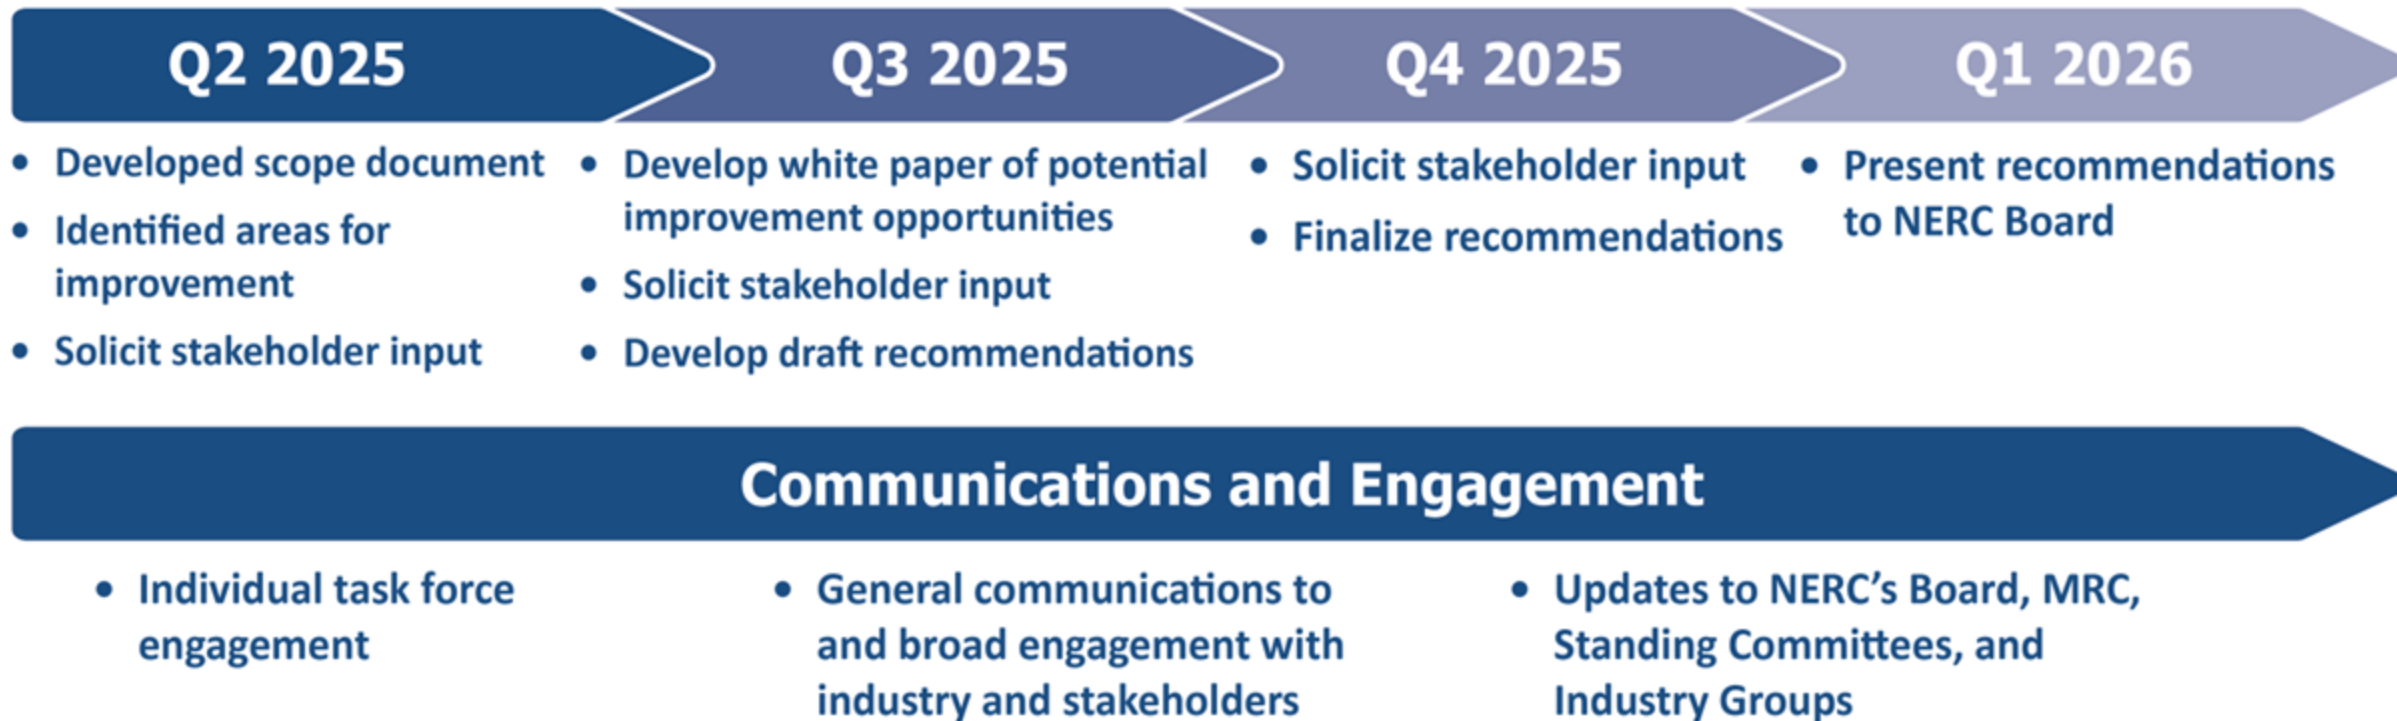 Q2 2025
Q3 2025
Q4 2025
Q1 2026
• Developed scope document
• Identified areas for
improvement
• Solicit stakeholder input
• Develop white paper of potential
improvement opportunities
• Solicit stakeholder input
• Develop draft recommendations
• Solicit stakeholder input
• Finalize recommendations
• Present recommendations
to NERC Board
Communications and Engagement
• Individual task force
engagement
• General communications to
and broad engagement with
industry and stakeholders
• Updates to NERC’s Board, MRC,
Standing Committees, and
Industry Groups